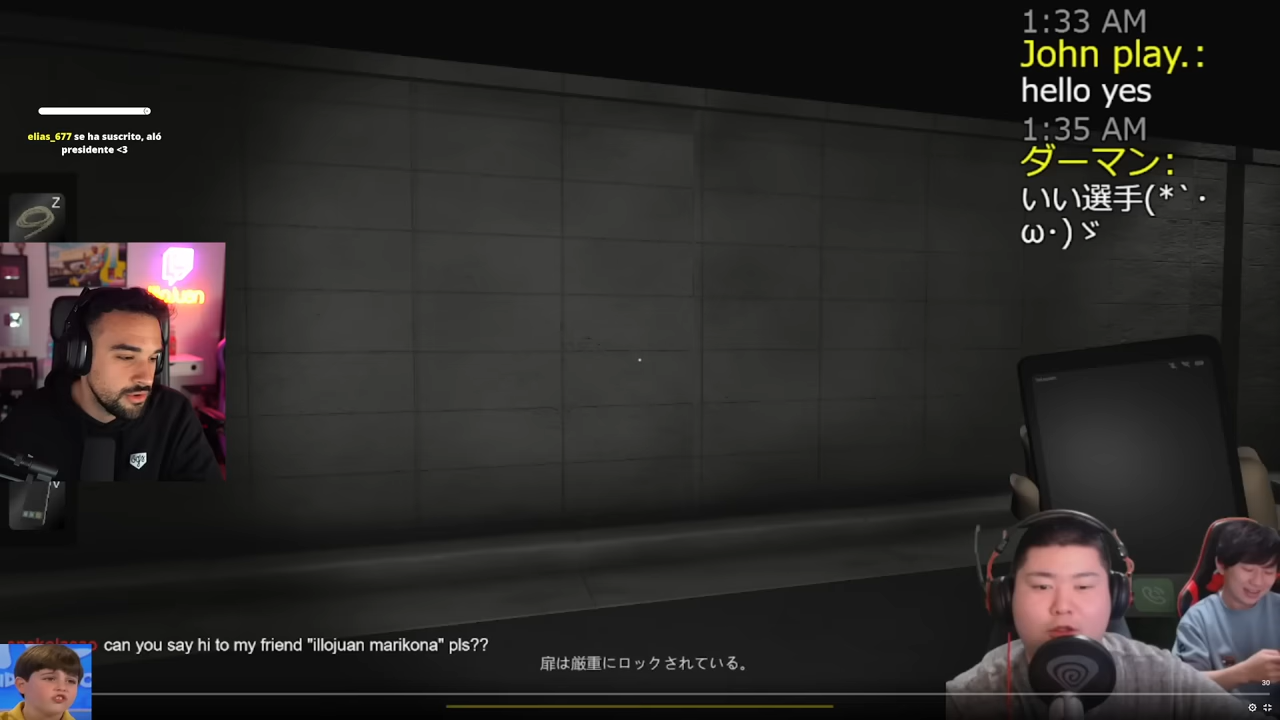 1:33 AM
John play.:
hello yes
1:35 AM
ダーマン:
いい選手(*`･
ω･)ゞ
elias_677 se ha suscrito, aló
presidente <3
Z
illojuan
V
can you say hi to my friend "illojuan marikona" pls??
扉は厳重にロックされている。
30